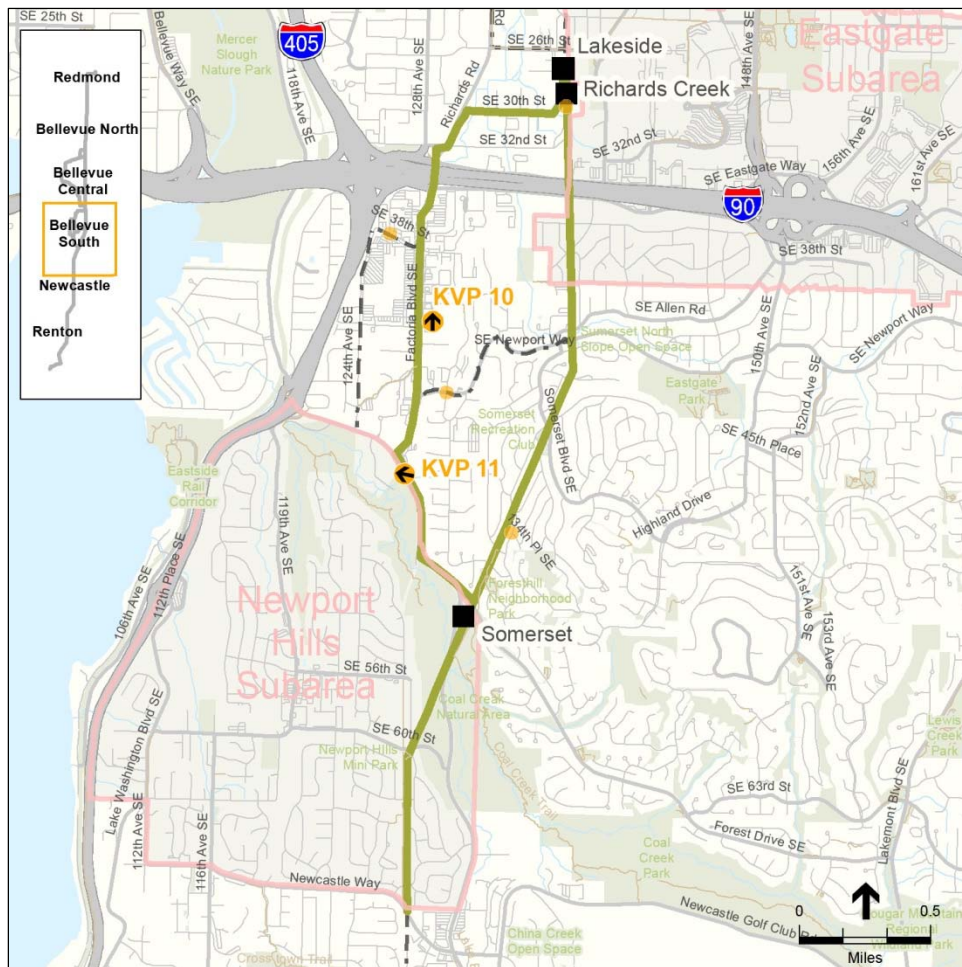 SE 25th St
Bellevue Way SE
Mercer
Slough
Nature Park
118th Ave SE
405
128th Ave SE
Richards Rd
Rd
SE 26th St
Lakeside
Richards Creek
SE 30th St
SE 32nd St
Eastgate
Subarea
148th Ave SE
156th Ave SE
161st Ave SE
SE 32nd St
SE Eastgate Way
90
SE 38th St
SE 38th St
Redmond
Bellevue North
Bellevue
Central
Bellevue
South
Newcastle
Renton
KVP 10
Factoria Blvd SE
124th Ave SE
SE Allen Rd
SE Newport Way
SE Newport Way
Somerset North
Slope Open Space
150th Ave SE
152nd Ave SE
Eastgate
Park
Somerset
Recreation
Club
Somerset Blvd SE
SE 45th Place
KVP 11
Eastside
Rail
Corridor
119th Ave SE
Highland Drive
134th Pl SE
112th Place SE
106th Ave SE
Foresthill
Neighborhood
Park
151st Ave SE
153rd Ave SE
Newport
Hills
Subarea
Somerset
SE 56th St
Coal Creek
Natural Area
SE 60th St
Newport Hills
Mini Park
Lewis
Creek Park
Lake Washington Blvd SE
112th Ave SE
116th Ave SE
Coal Creek Trail
SE 63rd St
Forest Drive SE
Lakemont Blvd SE
Coal
Creek
Park
Newcastle Way
Newcastle Golf Club Rd
China Creek
Open Space
Crosstown Trail
Cougar Mountain
Regional
Wildland Park
0
0.5
Miles